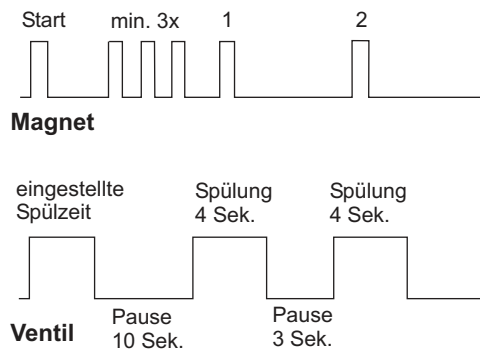 Start min. 3x 1 2
Magnet
eingestellte Spülzeit
Spülung 4 Sek.
Spülung 4 Sek.
Pause 10 Sek.
Pause 3 Sek.
Ventil